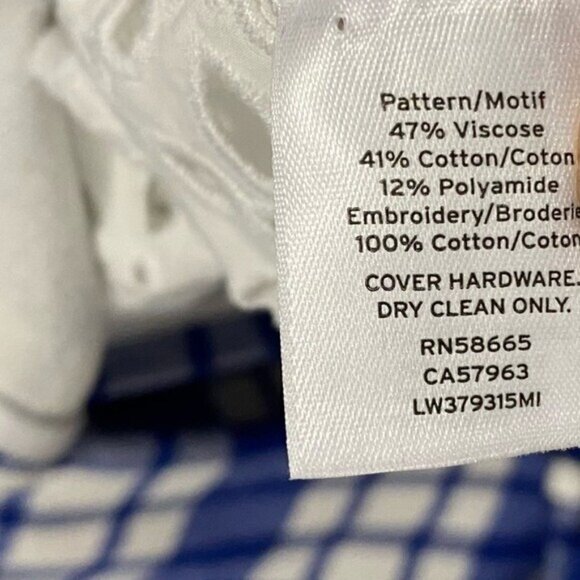 Pattern/Motif
47% Viscose
41% Cotton/Coton
12% Polyamide
Embroidery/Broderie
100% Cotton/Coton
COVER HARDWARE.
DRY CLEAN ONLY.
RN58665
CA57963
LW379315MI